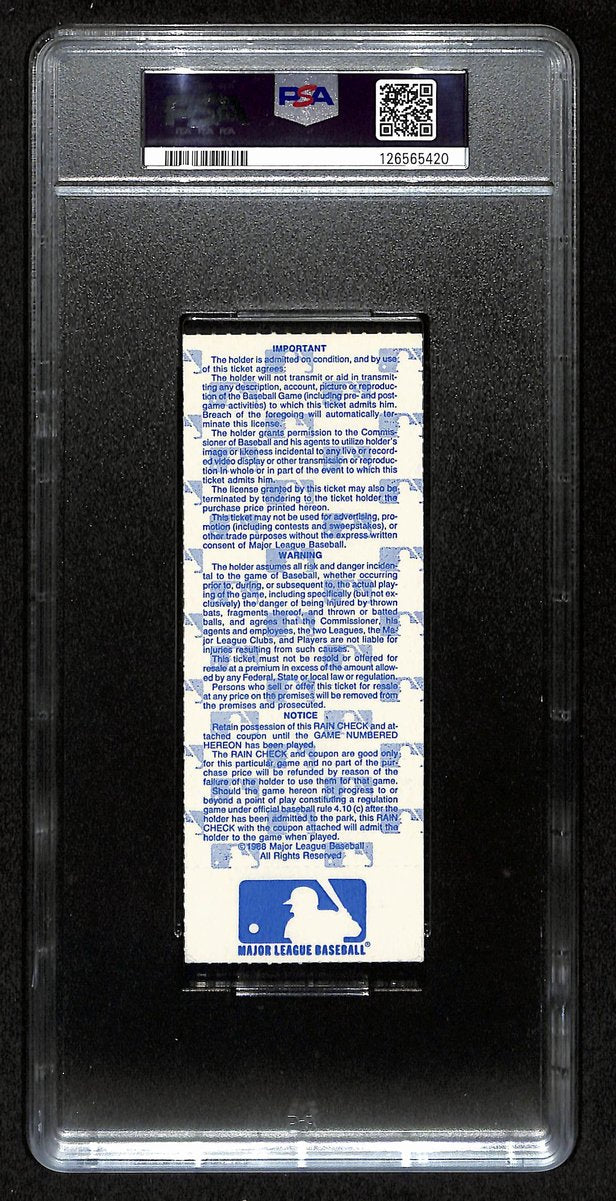 PSA
126565420
IMPORTANT
The holder is admitted on condition, and by use
of this ticket agrees:
The holder will not transmit or aid in transmit-
ting any description, account, picture or reproduc-
tion of the Baseball Game (including pre- and post-
game activities) to which this ticket admits him.
Breach of the foregoing will automatically ter-
minate this license.
The holder grants permission to the Commis-
sioner of Baseball and his agents to utilize holder's
image or likeness incidental to any live or record-
ed video display or other transmission or reproduc-
tion in whole or in part of the event to which this
ticket admits him.
The license granted by this ticket may also be
terminated by tendering to the ticket holder the
purchase price printed hereon.
This ticket may not be used for advertising, pro-
motion (including contests and sweepstakes), or
other trade purposes without the express written
consent of Major League Baseball.
WARNING
The holder assumes all risk and danger inciden-
tal to the game of Baseball, whether occurring
prior to, during, or subsequent to, the actual play-
ing of the game, including specifically (but not ex-
clusively) the danger of being injured by thrown
bats, fragments thereof, and thrown or batted
balls, and agrees that the Commissioner, his
agents and employees, the two Leagues, the Ma-
jor League Clubs, and Players are not liable for
injuries resulting from such causes.
This ticket must not be resold or offered for
resale at a premium in excess of the amount allow-
ed by any Federal, State or local law or regulation.
Persons who sell or offer this ticket for resale
at any price on the premises will be removed from
the premises and prosecuted.
NOTICE
Retain possession of this RAIN CHECK and at-
tached coupon until the GAME NUMBERED
HEREON has been played.
The RAIN CHECK and coupon are good only
for this particular game and no part of the pur-
chase price will be refunded by reason of the
failure of the holder to use them for that game.
Should the game hereon not progress to or
beyond a point of play constituting a regulation
game under official baseball rule 4.10 (c) after the
holder has been admitted to the park, this RAIN
CHECK with the coupon attached will admit the
holder to the game when played.
©1988 Major League Baseball
All Rights Reserved
MAJOR LEAGUE BASEBALL®